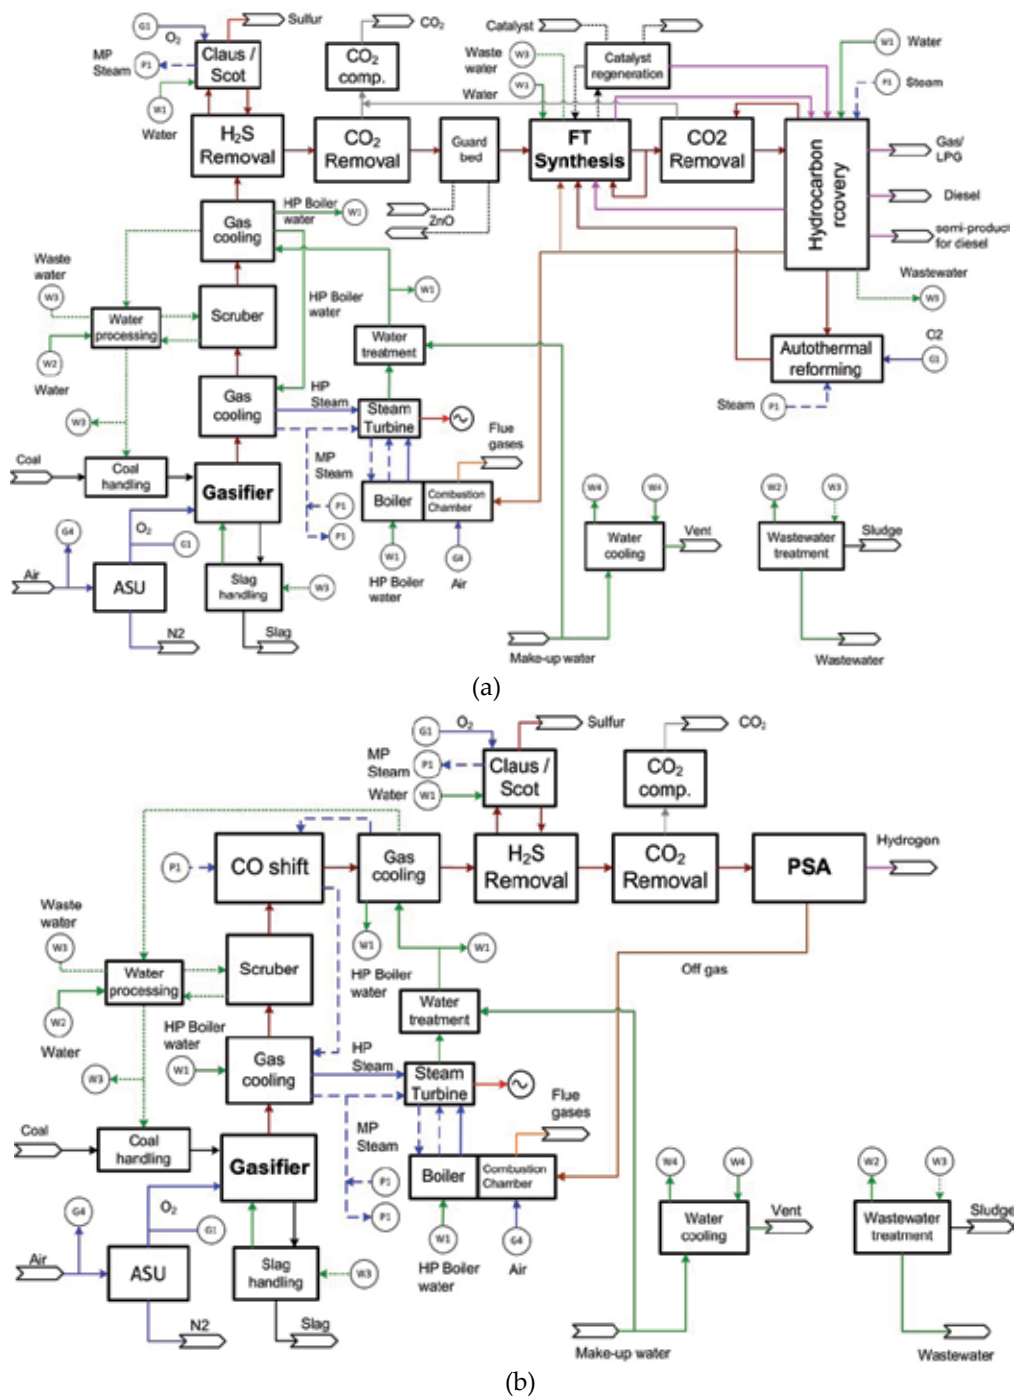 G1
O2
Sulfur
CO2
Catalyst
MP
Steam
P1
Claus /
Scot
CO2
comp.
Waste
water
W3
W1
Catalyst
regeneration
W1
Water
P1
Steam
W1
Water
Water
H2S
Removal
CO2
Removal
Guard
bed
FT
Synthesis
CO2
Removal
Hydrocarbon
rcovery
Gas/
LPG
Diesel
semi-product
for diesel
HP Boiler
water
W1
Gas
cooling
ZnO
Waste
water
W3
Wastewater
W3
Water
processing
Scruber
HP Boiler
water
W1
W2
Water
Water
treatment
O2
G1
Autothermal
reforming
Steam
P1
Gas
cooling
HP
Steam
Steam
Turbine
W3
Flue
gases
Coal
Coal
handling
Gasifier
MP
Steam
P1
P1
Boiler
Combustion
Chamber
W4
W4
W2
W3
Water
cooling
Vent
Wastewater
treatment
Sludge
G4
O2
G1
W1
G4
HP Boiler
water
Air
Air
ASU
Slag
handling
W3
N2
Slag
Make-up water
Wastewater
(a)
G1
O2
Sulfur
CO2
MP
Steam
P1
Claus /
Scot
CO2
comp.
Water
W1
P1
CO shift
Gas
cooling
H2S
Removal
CO2
Removal
PSA
Hydrogen
Waste
water
W3
W1
W1
HP Boiler
water
Off gas
Water
processing
Scruber
W2
Water
HP Boiler
water
W1
Water
treatment
Gas
cooling
HP
Steam
Steam
Turbine
W3
Flue
gases
Coal
Coal
handling
Gasifier
MP
Steam
P1
P1
Boiler
Combustion
Chamber
W4
W4
W2
W3
Water
cooling
Vent
Wastewater
treatment
Sludge
G4
O2
G1
W1
G4
HP Boiler
water
Air
Air
ASU
Slag
handling
W3
N2
Slag
Make-up water
Wastewater
(b)